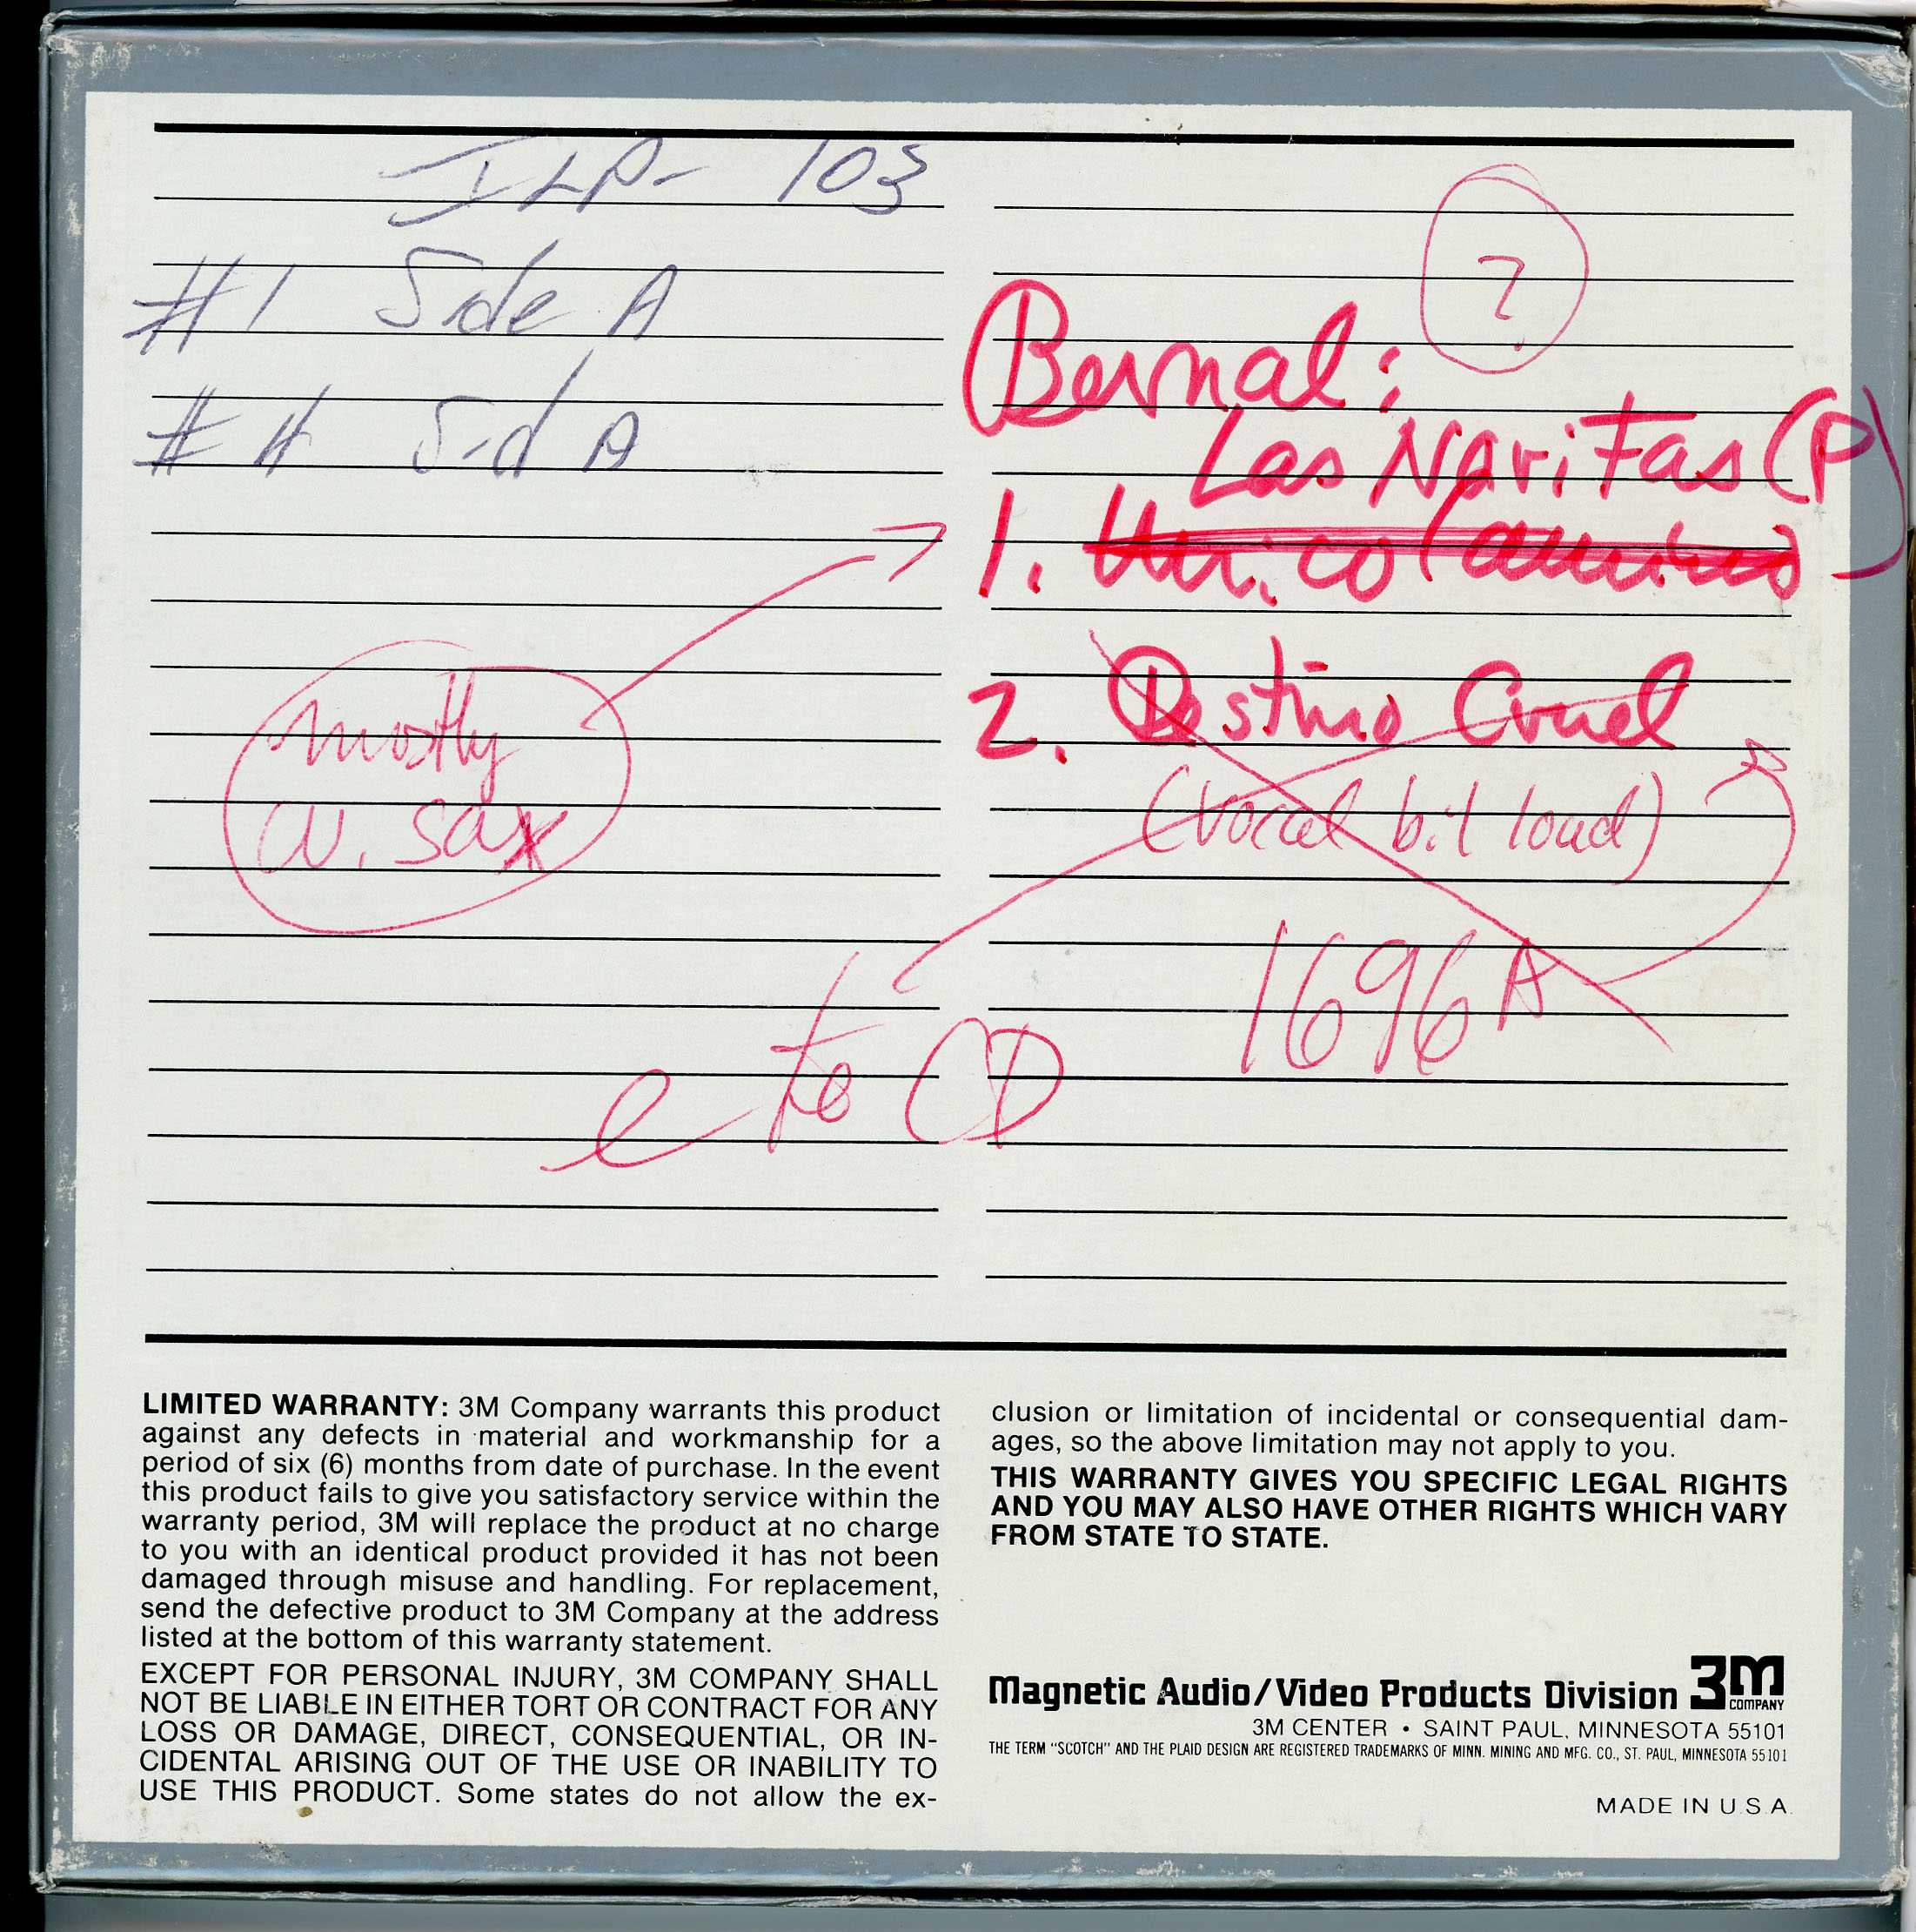 ILP- 103
#1 Side A
# 4 Sid A
mostly
w. sax
e to CD
?
Bernal:
Las Navitas (P)
1. Unico Camino
2. Destino Cruel
(vocal bit loud)
1696A
LIMITED WARRANTY: 3M Company warrants this product
against any defects in material and workmanship for a
period of six (6) months from date of purchase. In the event
this product fails to give you satisfactory service within the
warranty period, 3M will replace the product at no charge
to you with an identical product provided it has not been
damaged through misuse and handling. For replacement,
send the defective product to 3M Company at the address
listed at the bottom of this warranty statement.
EXCEPT FOR PERSONAL INJURY, 3M COMPANY SHALL
NOT BE LIABLE IN EITHER TORT OR CONTRACT FOR ANY
LOSS OR DAMAGE, DIRECT, CONSEQUENTIAL, OR IN-
CIDENTAL ARISING OUT OF THE USE OR INABILITY TO
USE THIS PRODUCT. Some states do not allow the ex-
clusion or limitation of incidental or consequential dam-
ages, so the above limitation may not apply to you.
THIS WARRANTY GIVES YOU SPECIFIC LEGAL RIGHTS
AND YOU MAY ALSO HAVE OTHER RIGHTS WHICH VARY
FROM STATE TO STATE.
Magnetic Audio/Video Products Division 3M
COMPANY
3M CENTER • SAINT PAUL, MINNESOTA 55101
THE TERM "SCOTCH" AND THE PLAID DESIGN ARE REGISTERED TRADEMARKS OF MINN. MINING AND MFG. CO., ST. PAUL, MINNESOTA 55101
MADE IN U.S.A.